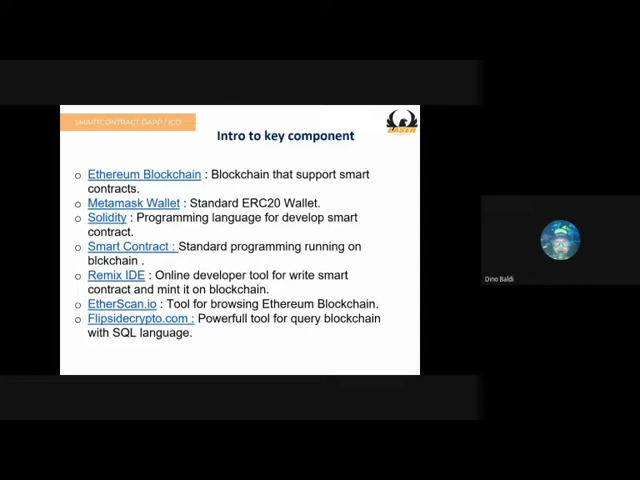 SMARTCONTRACT DAPP / ICO
Intro to key component
LASER
Ethereum Blockchain : Blockchain that support smart
contracts.
Metamask Wallet : Standard ERC20 Wallet.
Solidity : Programming language for develop smart
contract.
Smart Contract : Standard programming running on
blckchain .
Remix IDE : Online developer tool for write smart
contract and mint it on blockchain.
EtherScan.io : Tool for browsing Ethereum Blockchain.
Flipsidecrypto.com : Powerfull tool for query blockchain
with SQL language.
Dino Baldi